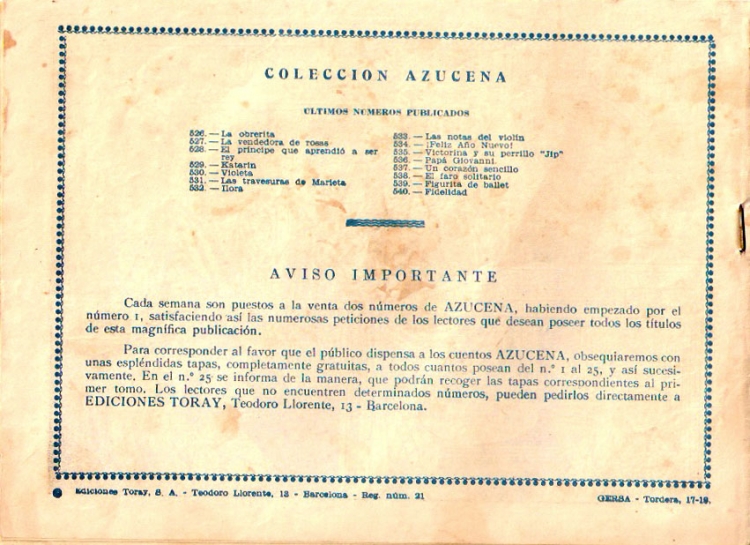 COLECCION AZUCENA
ULTIMOS NUMEROS PUBLICADOS
526. — La obrerita
527. — La vendedora de rosas
528. — El príncipe que aprendió a ser
rey
529. — Katarin
530. — Violeta
531. — Las travesuras de Marieta
532. — Ilora
533. — Las notas del violín
534. — ¡Feliz Año Nuevo!
535. — Victorina y su perrillo "Jip"
536. — Papá Giovanni
537. — Un corazón sencillo
538. — El faro solitario
539. — Figurita de ballet
540. — Fidelidad
AVISO IMPORTANTE
Cada semana son puestos a la venta dos números de AZUCENA, habiendo empezado por el
número 1, satisfaciendo así las numerosas peticiones de los lectores que desean poseer todos los títulos
de esta magnífica publicación.
Para corresponder al favor que el público dispensa a los cuentos AZUCENA, obsequiaremos con
unas espléndidas tapas, completamente gratuitas, a todos cuantos posean del n.º 1 al 25, y así sucesi-
vamente. En el n.º 25 se informa de la manera, que podrán recoger las tapas correspondientes al pri-
mer tomo. Los lectores que no encuentren determinados números, pueden pedirlos directamente a
EDICIONES TORAY, Teodoro Llorente, 13 - Barcelona.
Ediciones Toray, S. A. - Teodoro Llorente, 13 - Barcelona - Reg. núm. 21
GERSA - Tordera, 17-19.